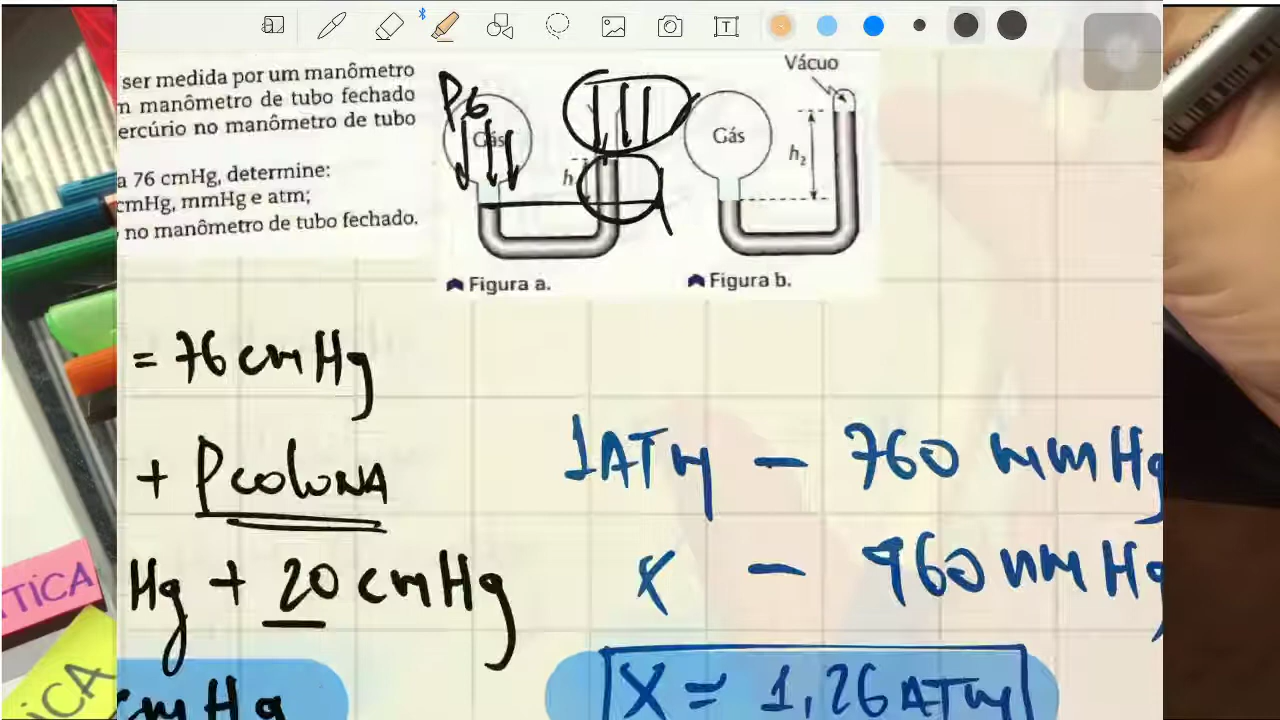 ser medida por um manômetro
m manômetro de tubo fechado
ercúrio no manômetro de tubo
a 76 cmHg, determine:
cmHg, mmHg e atm;
no manômetro de tubo fechado.
PG
Gás
h
Figura a.
Vácuo
Gás
h₂
Figura b.
= 76 cmHg
+ PcolunA
Hg + 20 cmHg
cmHg
1ATm - 760 mmHg
X - 960 mmHg
X = 1,26 ATm
TICA
ICA